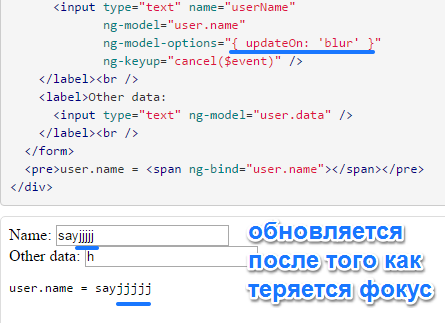 <input type="text" name="userName"
ng-model="user.name"
ng-model-options="{ updateOn: 'blur' }"
ng-keyup="cancel($event)" />
</label><br />
<label>Other data:
<input type="text" ng-model="user.data" />
</label><br />
</form>
<pre>user.name = <span ng-bind="user.name"></span></pre>
</div>
Name: sayjjjjj
Other data: h
user.name = sayjjjjj
обновляется
после того как
теряется фокус